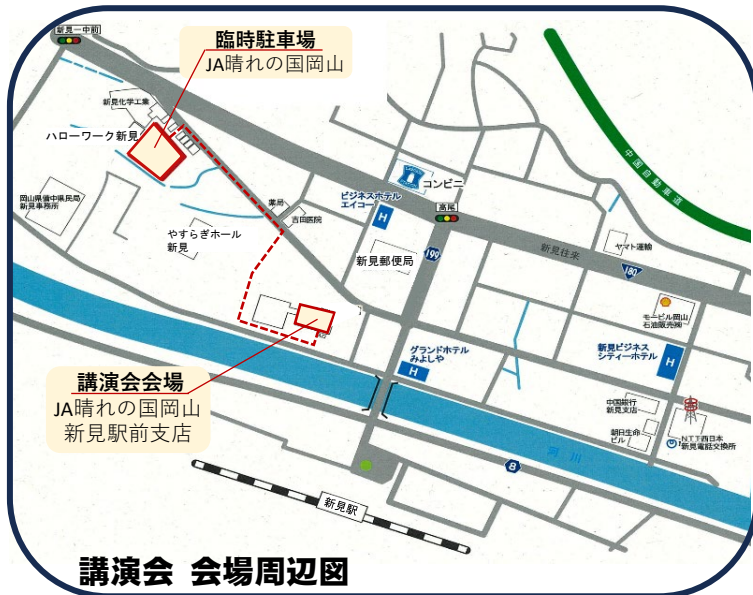 新見一中前
臨時駐車場
JA晴れの国岡山
新見化学工業
ハローワーク新見
岡山県備中県民局
新見事務所
やすらぎホール
新見
薬局
吉田医院
ビジネスホテル
エイコー
H
コンビニ
高尾
新見郵便局
199
新見往来
180
ヤマト運輸
中国自動車道
モービル岡山
石油販売㈱
新見ビジネス
シティーホテル
H
グランドホテル
みよしや
H
中国銀行
新見支店
朝日生命
ビル
NTT西日本
新見電話交換所
講演会会場
JA晴れの国岡山
新見駅前支店
8
新見駅
講演会 会場周辺図